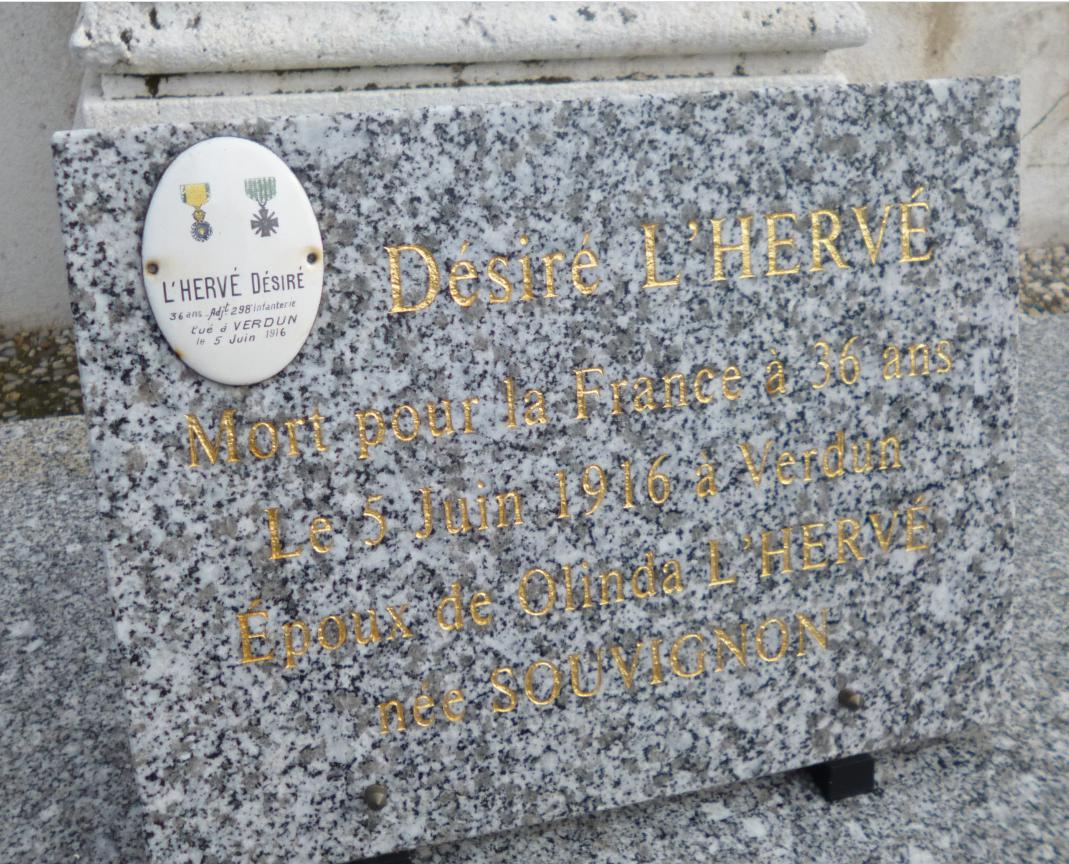 L'HERVÉ DÉSIRÉ
36 ans. Adjt 298e Infanterie
tué à VERDUN
le 5 Juin 1916
Désiré L'HERVÉ
Mort pour la France à 36 ans
Le 5 Juin 1916 à Verdun
Époux de Olinda L'HERVÉ
née SOUVIGNON